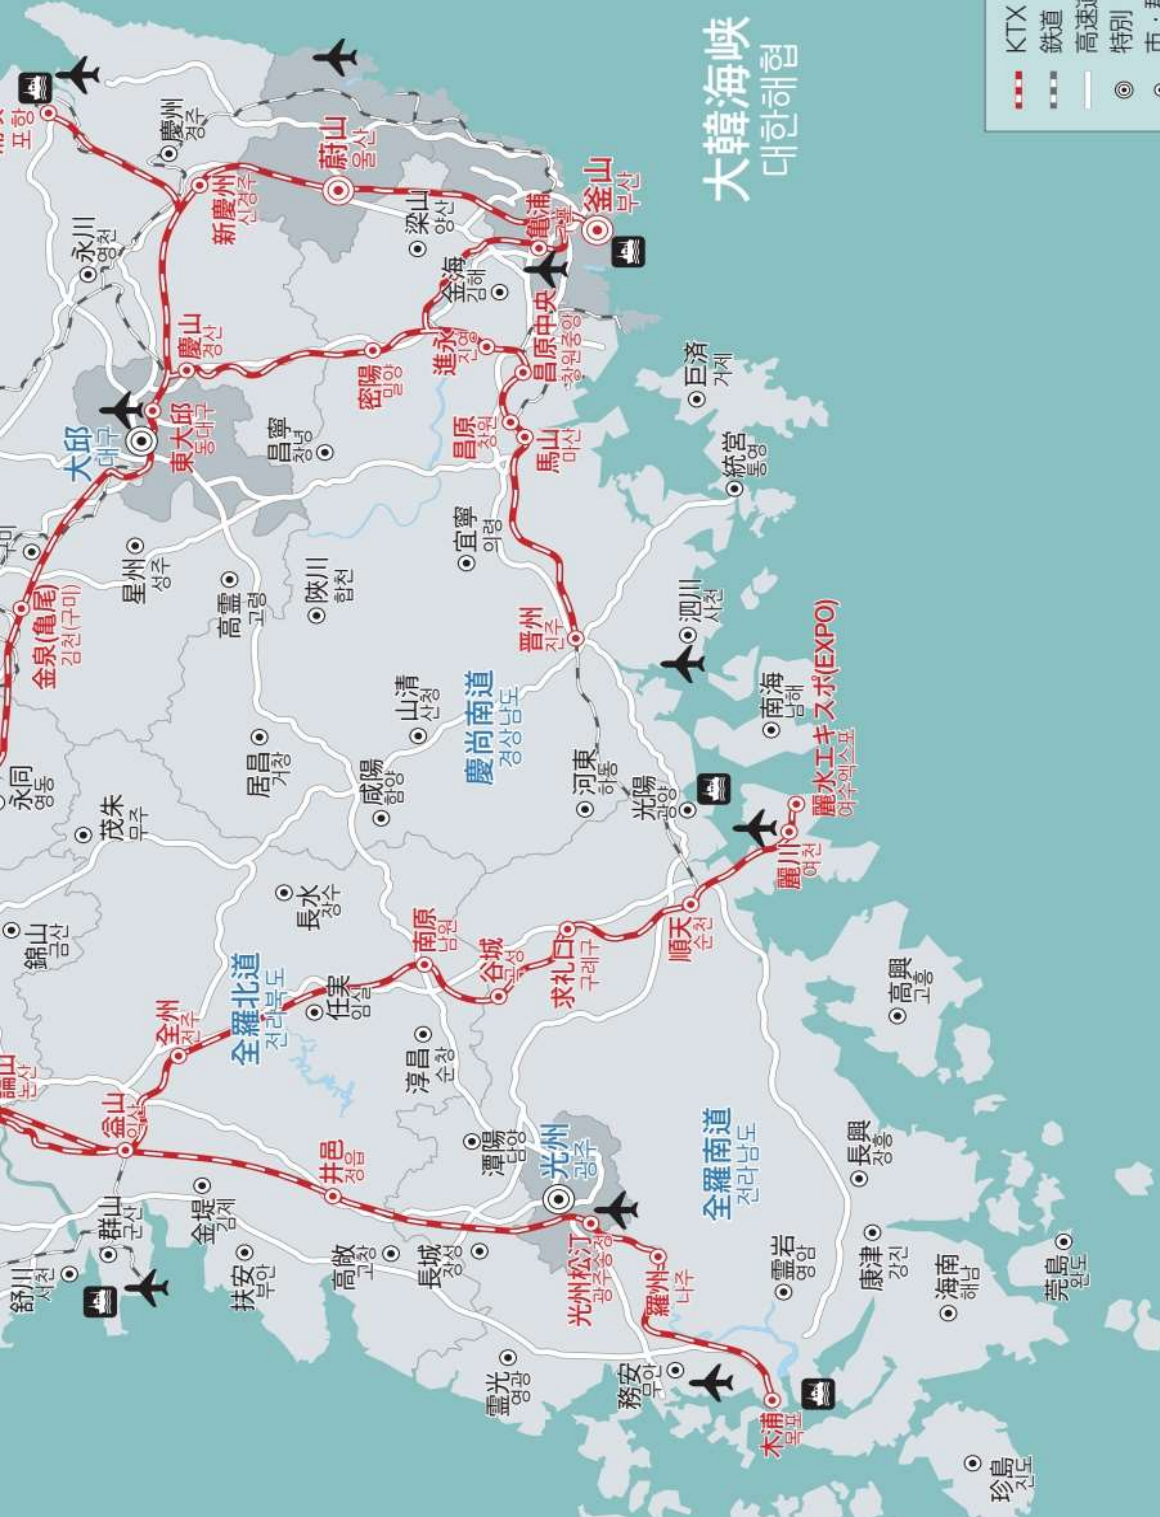 舒川
서천
論山
논산
錦山
금산
永同
영동
구미
포항
群山
군산
益山
익산
茂朱
무주
金泉(亀尾)
김천(구미)
金堤
김제
全州
전주
星州
성주
大邱
대구
永川
영천
扶安
부안
全羅北道
전라북도
長水
장수
居昌
거창
高霊
고령
東大邱
동대구
慶山
경산
慶州
경주
新慶州
신경주
井邑
정읍
任実
임실
陜川
합천
昌寧
창녕
蔚山
울산
高敞
고창
淳昌
순창
南原
남원
咸陽
함양
山清
산청
密陽
밀양
梁山
양산
長城
장성
潭陽
담양
谷城
곡성
慶尚南道
경상남도
宜寧
의령
昌原
창원
進永
진영
金海
김해
霊光
영광
光州
광주
求礼口
구례구
河東
하동
晋州
진주
馬山
마산
昌原中央
창원중앙
亀浦
구포
釜山
부산
光州松汀
광주송정
羅州
나주
務安
무안
順天
순천
光陽
광양
泗川
사천
巨済
거제
全羅南道
전라남도
麗川
여천
南海
남해
統営
통영
大韓海峡
대한해협
木浦
목포
霊岩
영암
長興
장흥
高興
고흥
麗水エキスポ(EXPO)
여수엑스포
康津
강진
海南
해남
莞島
완도
珍島
진도
KTX
鉄道
特別